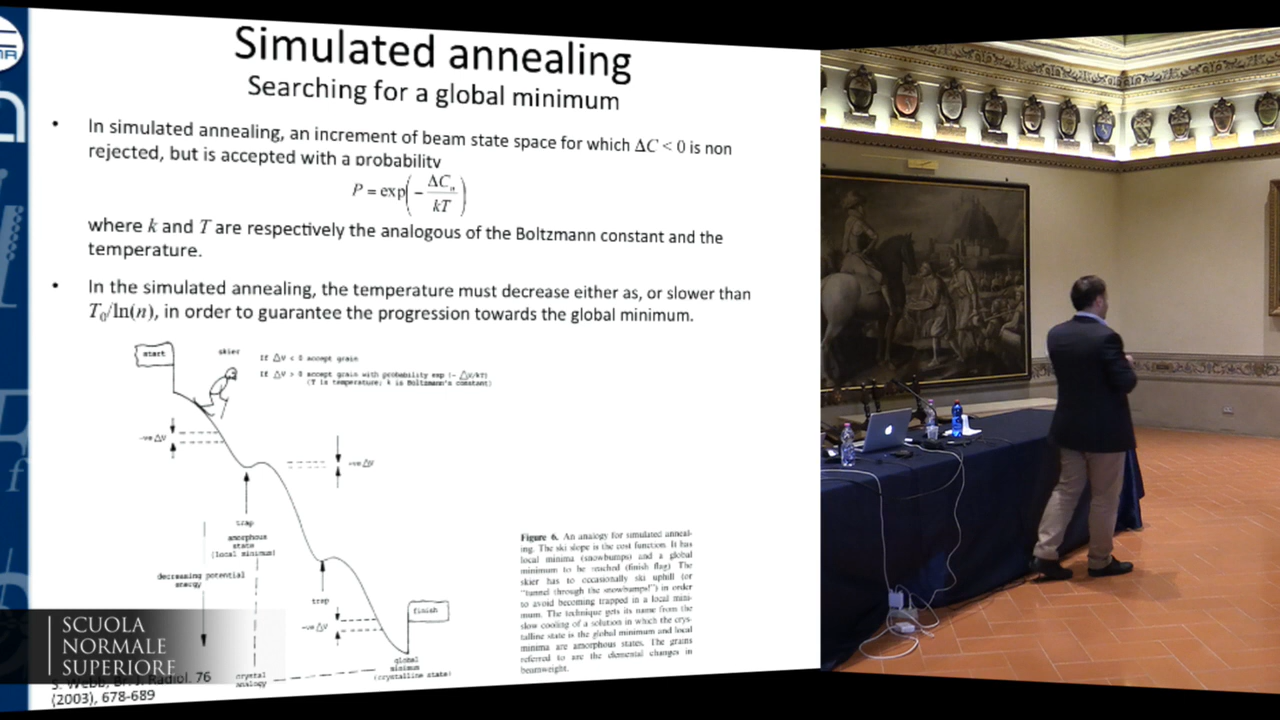 Simulated annealing
Searching for a global minimum
• In simulated annealing, an increment of beam state space for which ΔC < 0 is non
rejected, but is accepted with a probability
P = exp(− ΔCn / kT)
where k and T are respectively the analogous of the Boltzmann constant and the
temperature.
• In the simulated annealing, the temperature must decrease either as, or slower than
T0/ln(n), in order to guarantee the progression towards the global minimum.
start
skier
If ΔV < 0 accept grain
If ΔV > 0 accept grain with probability exp (− ΔV/kT)
(T is temperature; k is Boltzmann's constant)
-ve ΔV
trap
amorphous
state
(local minimum)
decreasing potential
energy
trap
-ve ΔV
finish
global
minimum
(crystalline state)
crystal
analogy
Figure 6. An analogy for simulated anneal-
ing. The ski slope is the cost function. It has
local minima (snowbumps) and a global
minimum to be reached (finish flag) The
skier has to occasionally ski uphill (or
"tunnel through the snowbumps!") in order
to avoid becoming trapped in a local mini-
mum. The technique gets its name from the
slow cooling of a solution in which the crys-
talline state is the global minimum and local
minima are amorphous states. The grains
referred to are the elemental changes in
beamweight.
SCUOLA
NORMALE
SUPERIORE
S. Webb, Br. J. Radiol. 76
(2003), 678-689